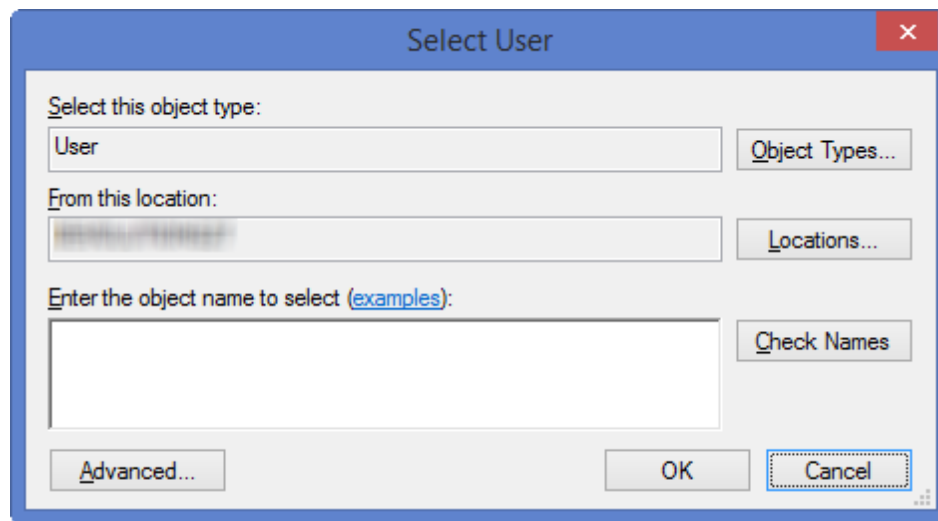 Select User
Select this object type:
User
Object Types...
From this location:
Locations...
Enter the object name to select (examples):
Check Names
Advanced...
OK
Cancel